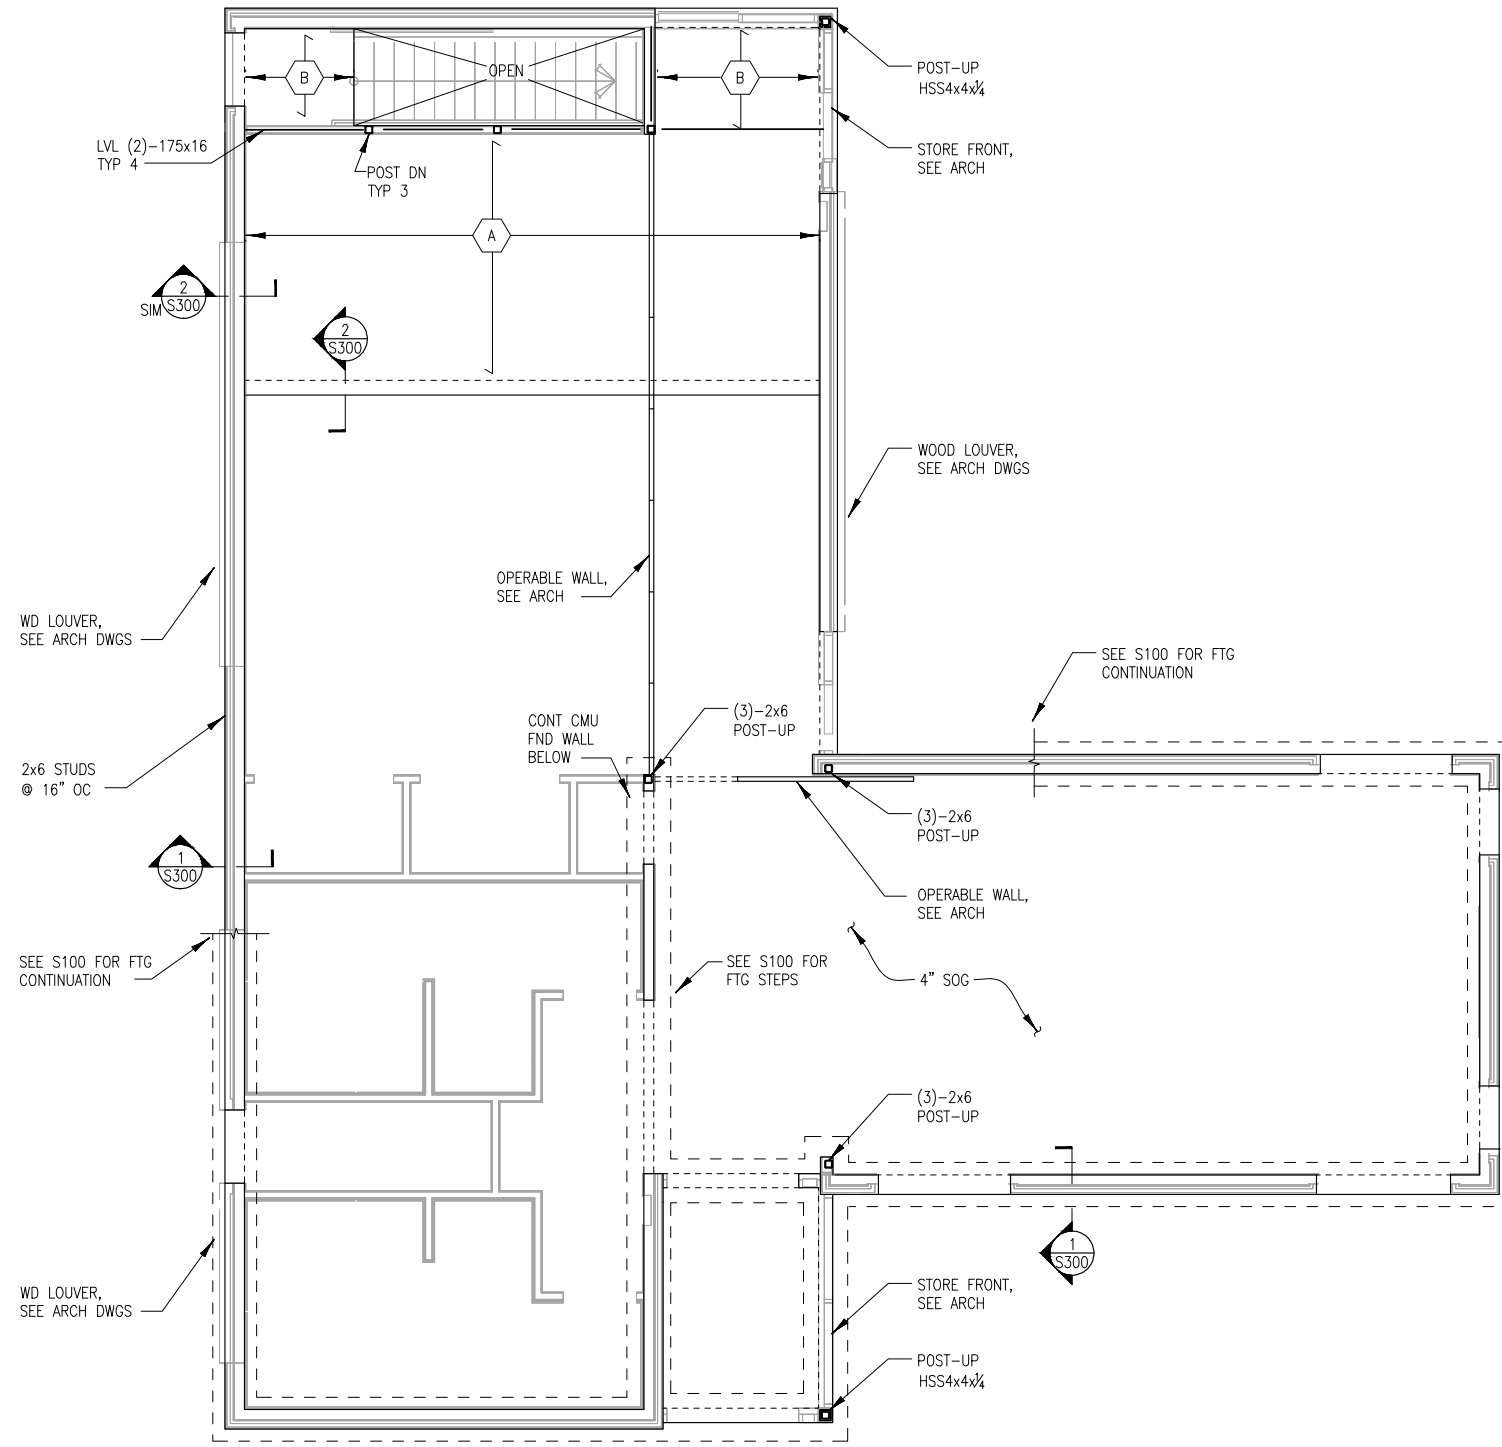 POST-UP
HSS4x4x¼
B
OPEN
B
LVL (2)-175x16
TYP 4
STORE FRONT,
SEE ARCH
POST DN
TYP 3
A
2
S300
SIM
2
S300
WOOD LOUVER,
SEE ARCH DWGS
OPERABLE WALL,
SEE ARCH
WD LOUVER,
SEE ARCH DWGS
SEE S100 FOR FTG
CONTINUATION
(3)-2x6
POST-UP
CONT CMU
FND WALL
BELOW
2x6 STUDS
@ 16" OC
(3)-2x6
POST-UP
1
S300
OPERABLE WALL,
SEE ARCH
SEE S100 FOR FTG
CONTINUATION
SEE S100 FOR
FTG STEPS
4" SOG
(3)-2x6
POST-UP
1
S300
WD LOUVER,
SEE ARCH DWGS
STORE FRONT,
SEE ARCH
POST-UP
HSS4x4x¼